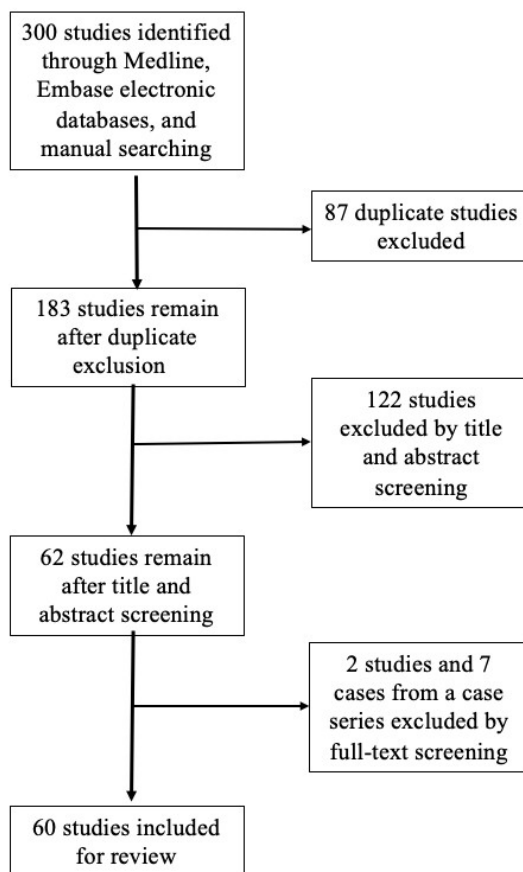 300 studies identified
through Medline,
Embase electronic
databases, and
manual searching
87 duplicate studies
excluded
183 studies remain
after duplicate
exclusion
122 studies
excluded by title
and abstract
screening
62 studies remain
after title and
abstract screening
2 studies and 7
cases from a case
series excluded by
full-text screening
60 studies included
for review